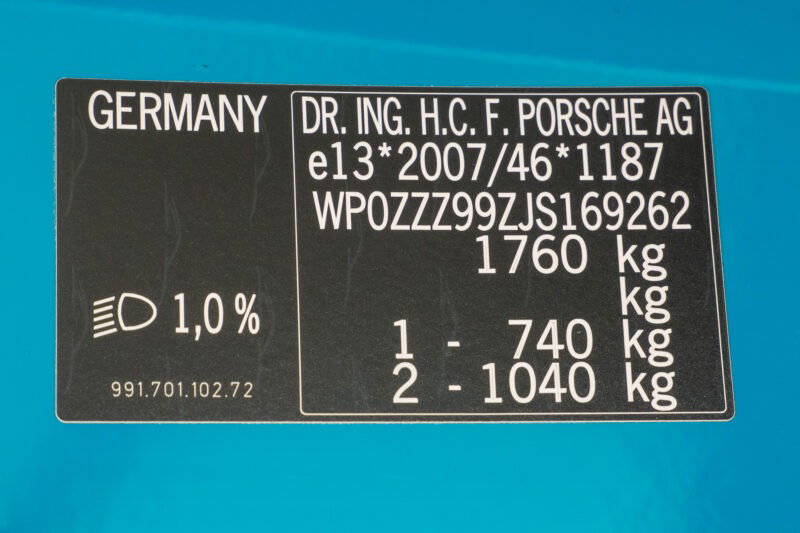 GERMANY
DR. ING. H.C. F. PORSCHE AG
e13*2007/46*1187
WP0ZZZ99ZJS169262
1760 kg
kg
1 - 740 kg
2 - 1040 kg
1,0 %
991.701.102.72